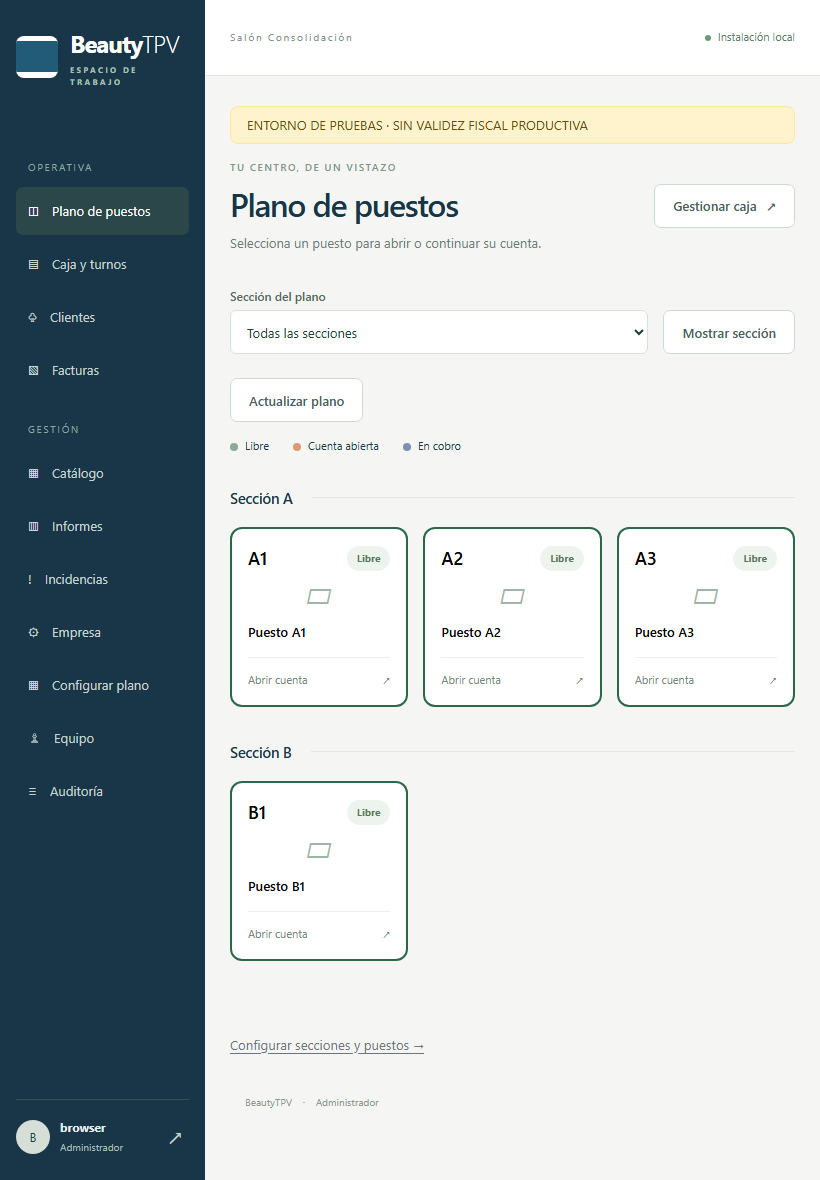 BeautyTPV
ESPACIO DE
TRABAJO
OPERATIVA
Plano de puestos
Caja y turnos
Clientes
Facturas
GESTIÓN
Catálogo
Informes
! Incidencias
Empresa
Configurar plano
Equipo
Auditoría
B
browser
Administrador
↗
Salón Consolidación
Instalación local
ENTORNO DE PRUEBAS · SIN VALIDEZ FISCAL PRODUCTIVA
TU CENTRO, DE UN VISTAZO
Plano de puestos
Gestionar caja ↗
Selecciona un puesto para abrir o continuar su cuenta.
Sección del plano
Todas las secciones
Mostrar sección
Actualizar plano
Libre
Cuenta abierta
En cobro
Sección A
A1 Libre
Puesto A1
Abrir cuenta ↗
A2 Libre
Puesto A2
Abrir cuenta ↗
A3 Libre
Puesto A3
Abrir cuenta ↗
Sección B
B1 Libre
Puesto B1
Abrir cuenta ↗
Configurar secciones y puestos →
BeautyTPV · Administrador